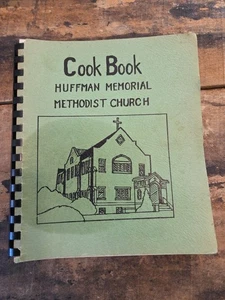 Cook Book
HUFFMAN MEMORIAL
METHODIST CHURCH